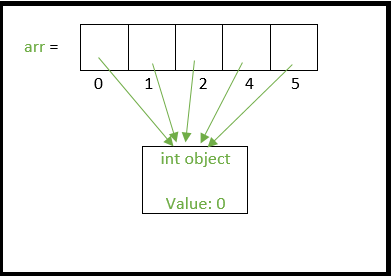 arr =
0 1 2 4 5
int object
Value: 0